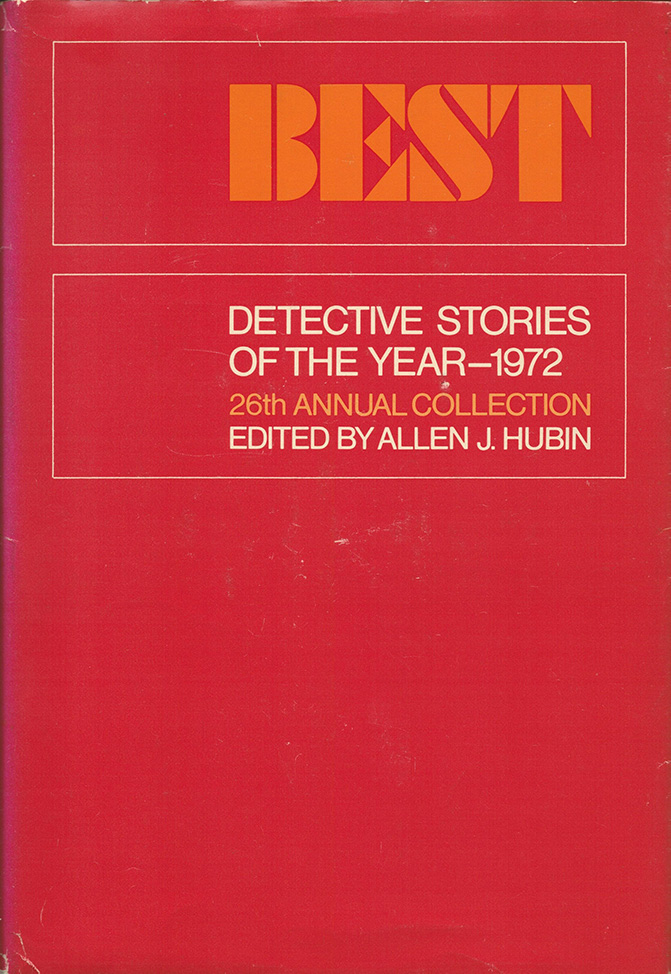 BEST
DETECTIVE STORIES
OF THE YEAR–1972
26th ANNUAL COLLECTION
EDITED BY ALLEN J. HUBIN